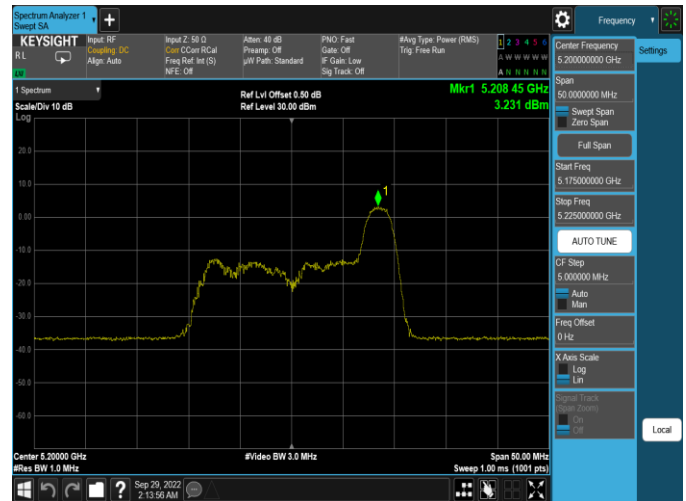 Spectrum Analyzer 1
Swept SA
Frequency
KEYSIGHT
RL
Input: RF
Coupling: DC
Align: Auto
Input Z: 50 Ω
Corr CCorr RCal
Freq Ref: Int (S)
NFE: Off
Atten: 40 dB
Preamp: Off
µW Path: Standard
PNO: Fast
Gate: Off
IF Gain: Low
Sig Track: Off
#Avg Type: Power (RMS)
Trig: Free Run
1 2 3 4 5 6
A W W W W W
A N N N N N
1 Spectrum
Scale/Div 10 dB
Log
Ref Lvl Offset 0.50 dB
Ref Level 30.00 dBm
Mkr1 5.208 45 GHz
3.231 dBm
20.0
10.0
0.00
-10.0
-20.0
-30.0
-40.0
-50.0
-60.0
1
Center 5.20000 GHz
#Res BW 1.0 MHz
#Video BW 3.0 MHz
Span 50.00 MHz
Sweep 1.00 ms (1001 pts)
Center Frequency
5.200000000 GHz
Settings
Span
50.0000000 MHz
Swept Span
Zero Span
Full Span
Start Freq
5.175000000 GHz
Stop Freq
5.225000000 GHz
AUTO TUNE
CF Step
5.000000 MHz
Auto
Man
Freq Offset
0 Hz
X Axis Scale
Log
Lin
Signal Track
(Span Zoom)
On
Off
Local
Sep 29, 2022
2:13:56 AM